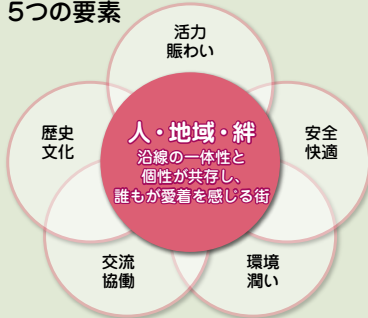 5つの要素
活力
賑わい
歴史
文化
人・地域・絆
沿線の一体性と
個性が共存し、
誰もが愛着を感じる街
安全
快適
交流
協働
環境
潤い